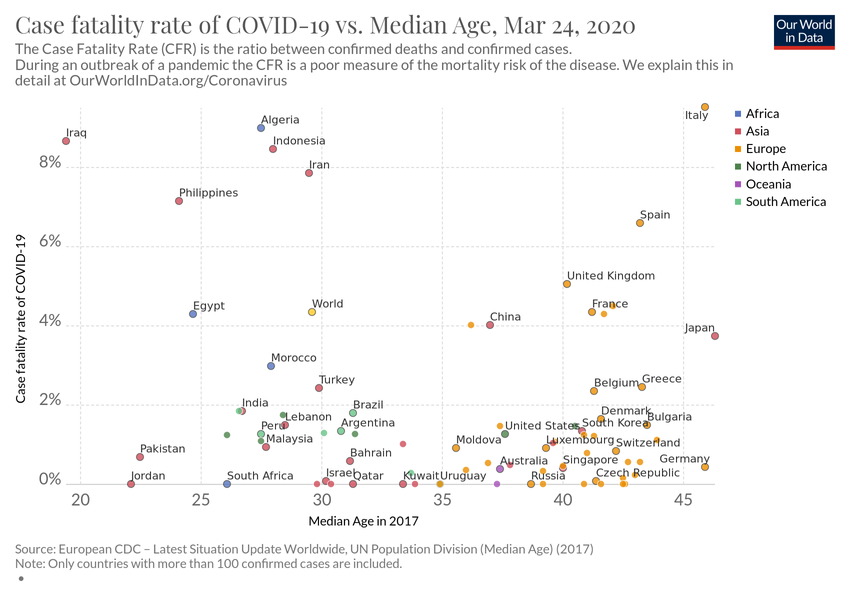 Case fatality rate of COVID-19 vs. Median Age, Mar 24, 2020
Our World
in Data
The Case Fatality Rate (CFR) is the ratio between confirmed deaths and confirmed cases.
During an outbreak of a pandemic the CFR is a poor measure of the mortality risk of the disease. We explain this in
detail at OurWorldInData.org/Coronavirus
Italy
Africa
Asia
Europe
North America
Oceania
South America
Algeria
Iraq
Indonesia
8%
Iran
Philippines
Spain
6%
United Kingdom
Egypt
World
France
4%
China
Japan
Morocco
Turkey
Belgium
Greece
2%
India
Brazil
Lebanon
Denmark
Bulgaria
Peru
Argentina
United States
South Korea
Malaysia
Moldova
Luxembourg
Switzerland
Pakistan
Bahrain
Australia
Singapore
Germany
0%
Jordan
South Africa
Israel
Qatar
Kuwait
Uruguay
Russia
Czech Republic
20
25
30
35
40
45
Median Age in 2017
Case fatality rate of COVID-19
Source: European CDC – Latest Situation Update Worldwide, UN Population Division (Median Age) (2017)
Note: Only countries with more than 100 confirmed cases are included.